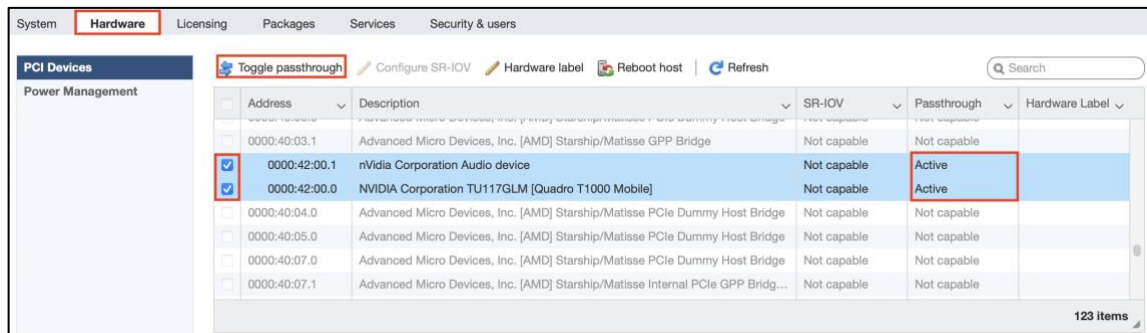 System Hardware Licensing Packages Services Security & users
PCI Devices
Power Management
Toggle passthrough Configure SR-IOV Hardware label Reboot host Refresh Search
Address Description SR-IOV Passthrough Hardware Label
0000:40:03.1 Advanced Micro Devices, Inc. [AMD] Starship/Matisse GPP Bridge Not capable Not capable
0000:42:00.1 nVidia Corporation Audio device Not capable Active
0000:42:00.0 NVIDIA Corporation TU117GLM [Quadro T1000 Mobile] Not capable Active
0000:40:04.0 Advanced Micro Devices, Inc. [AMD] Starship/Matisse PCIe Dummy Host Bridge Not capable Not capable
0000:40:05.0 Advanced Micro Devices, Inc. [AMD] Starship/Matisse PCIe Dummy Host Bridge Not capable Not capable
0000:40:07.0 Advanced Micro Devices, Inc. [AMD] Starship/Matisse PCIe Dummy Host Bridge Not capable Not capable
0000:40:07.1 Advanced Micro Devices, Inc. [AMD] Starship/Matisse Internal PCIe GPP Bridg... Not capable Not capable
123 items